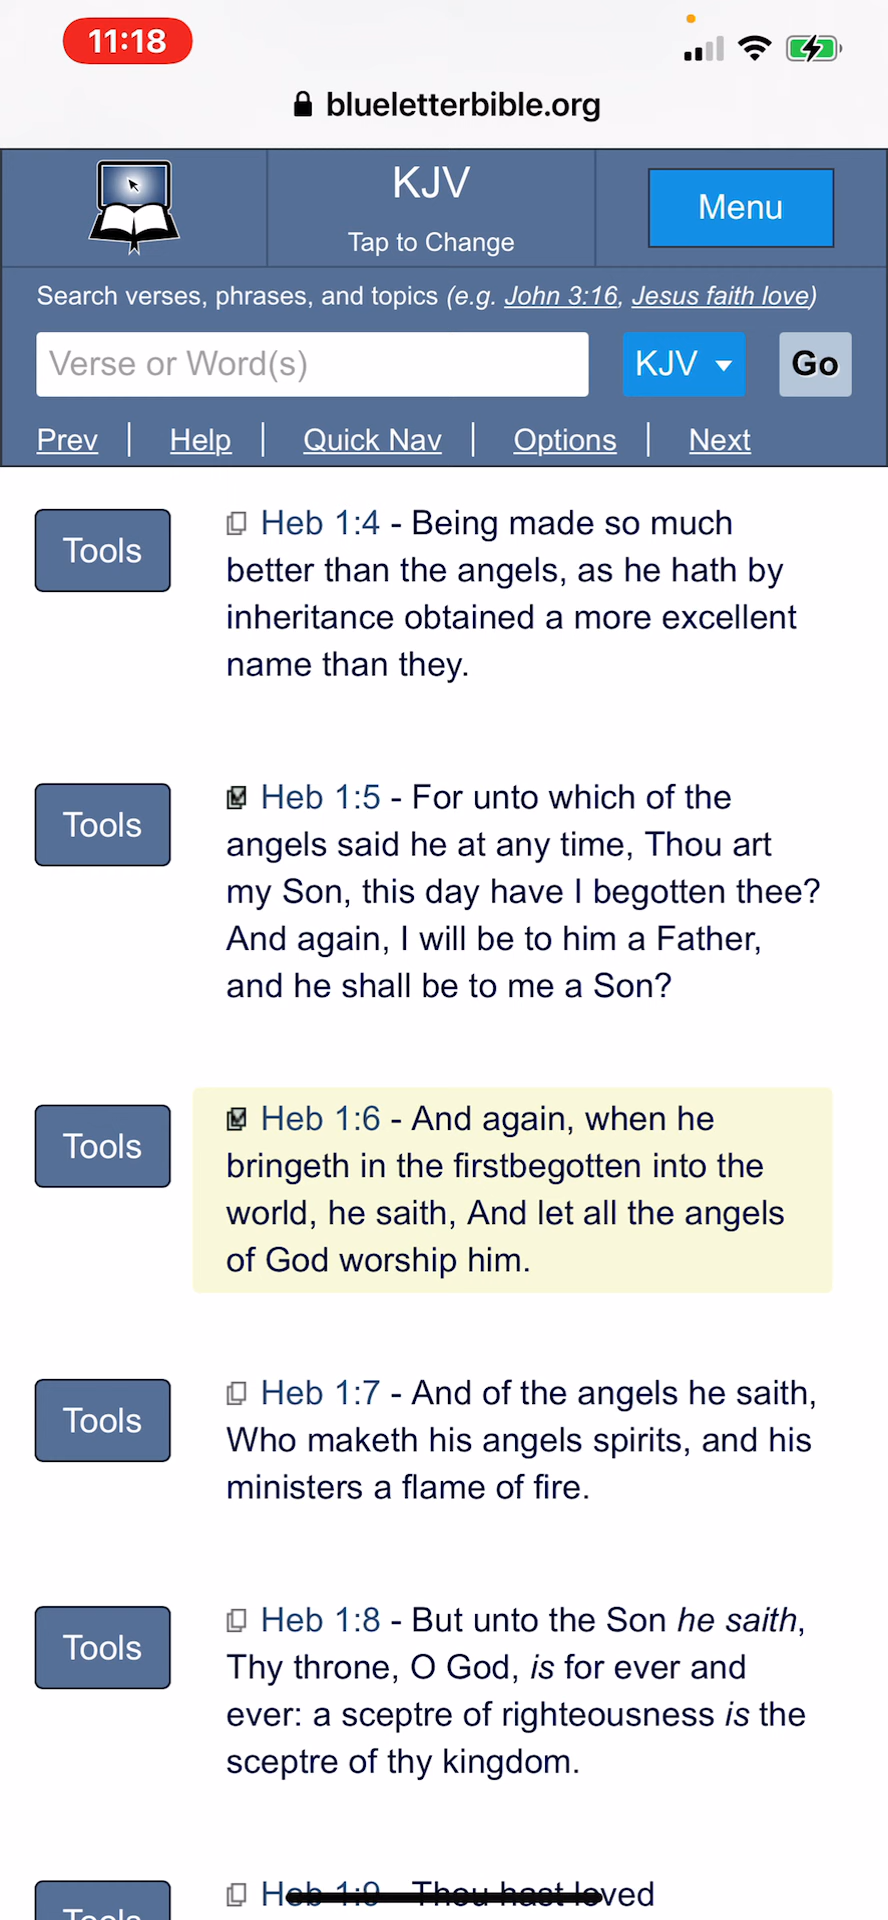 11:18
blueletterbible.org
KJV
Tap to Change
Menu
Search verses, phrases, and topics (e.g. John 3:16, Jesus faith love)
Verse or Word(s)
KJV
Go
Prev | Help | Quick Nav | Options | Next
Tools
Heb 1:4 - Being made so much
better than the angels, as he hath by
inheritance obtained a more excellent
name than they.
Tools
Heb 1:5 - For unto which of the
angels said he at any time, Thou art
my Son, this day have I begotten thee?
And again, I will be to him a Father,
and he shall be to me a Son?
Tools
Heb 1:6 - And again, when he
bringeth in the firstbegotten into the
world, he saith, And let all the angels
of God worship him.
Tools
Heb 1:7 - And of the angels he saith,
Who maketh his angels spirits, and his
ministers a flame of fire.
Tools
Heb 1:8 - But unto the Son he saith,
Thy throne, O God, is for ever and
ever: a sceptre of righteousness is the
sceptre of thy kingdom.
Tools
Heb 1:9 - Thou hast loved